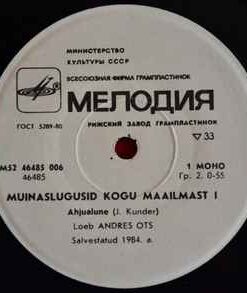 МИНИСТЕРСТВО
КУЛЬТУРЫ СССР
ВСЕСОЮЗНАЯ ФИРМА ГРАМПЛАСТИНОК
МЕЛОДИЯ
ГОСТ 5289-80
РИЖСКИЙ ЗАВОД ГРАМПЛАСТИНОК
▽33
М52 46485 006
46485
1 МОНО
Гр. 2. 0-55
MUINASLUGUSID KOGU MAAILMAST I
Ahjualune (J. Kunder)
Loeb ANDRES OTS
Salvestatud 1984. a.